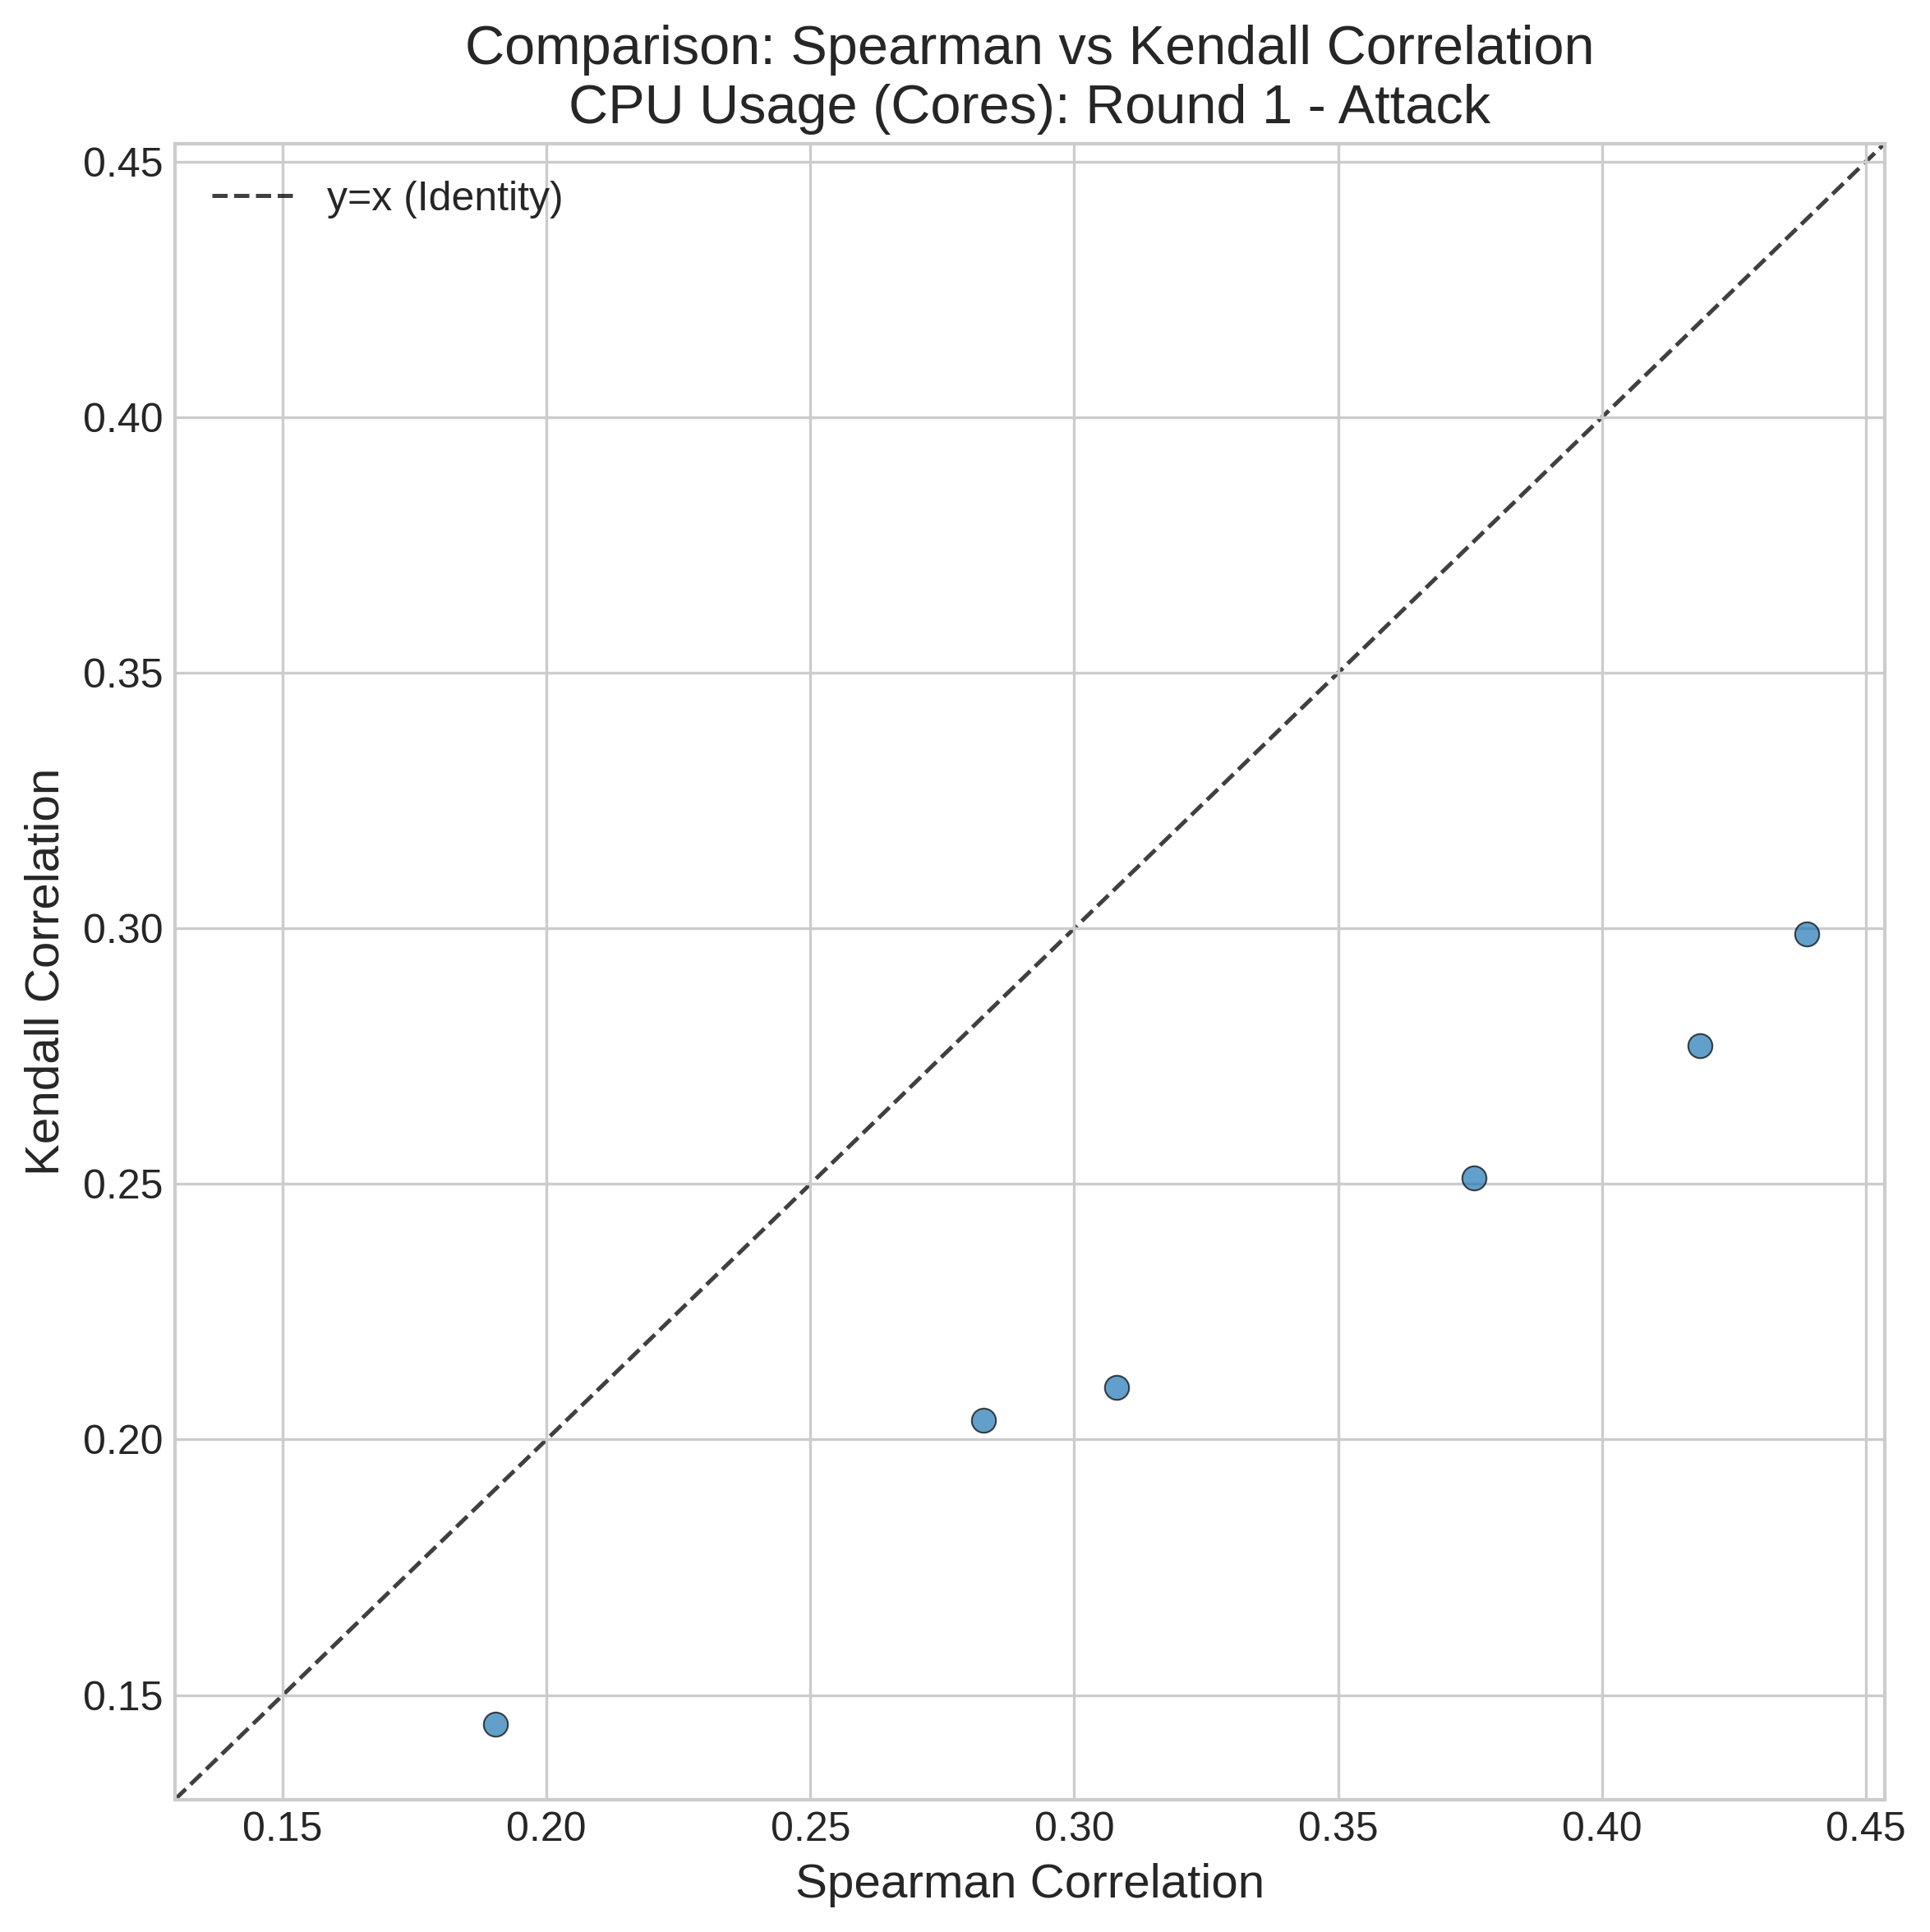 Comparison: Spearman vs Kendall Correlation
CPU Usage (Cores): Round 1 - Attack
y=x (Identity)
Kendall Correlation
0.45
0.40
0.35
0.30
0.25
0.20
0.15
0.15 0.20 0.25 0.30 0.35 0.40 0.45
Spearman Correlation